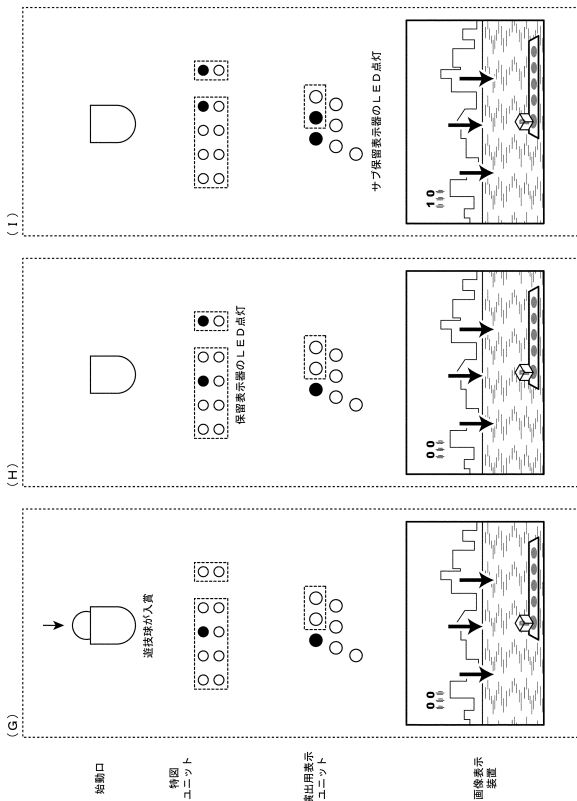 (G)
(H)
(I)
始動口
遊技球が入賞
特図
ユニット
保留表示器のLED点灯
演出用表示
ユニット
サブ保留表示器のLED点灯
画像表示
装置
00
00
10